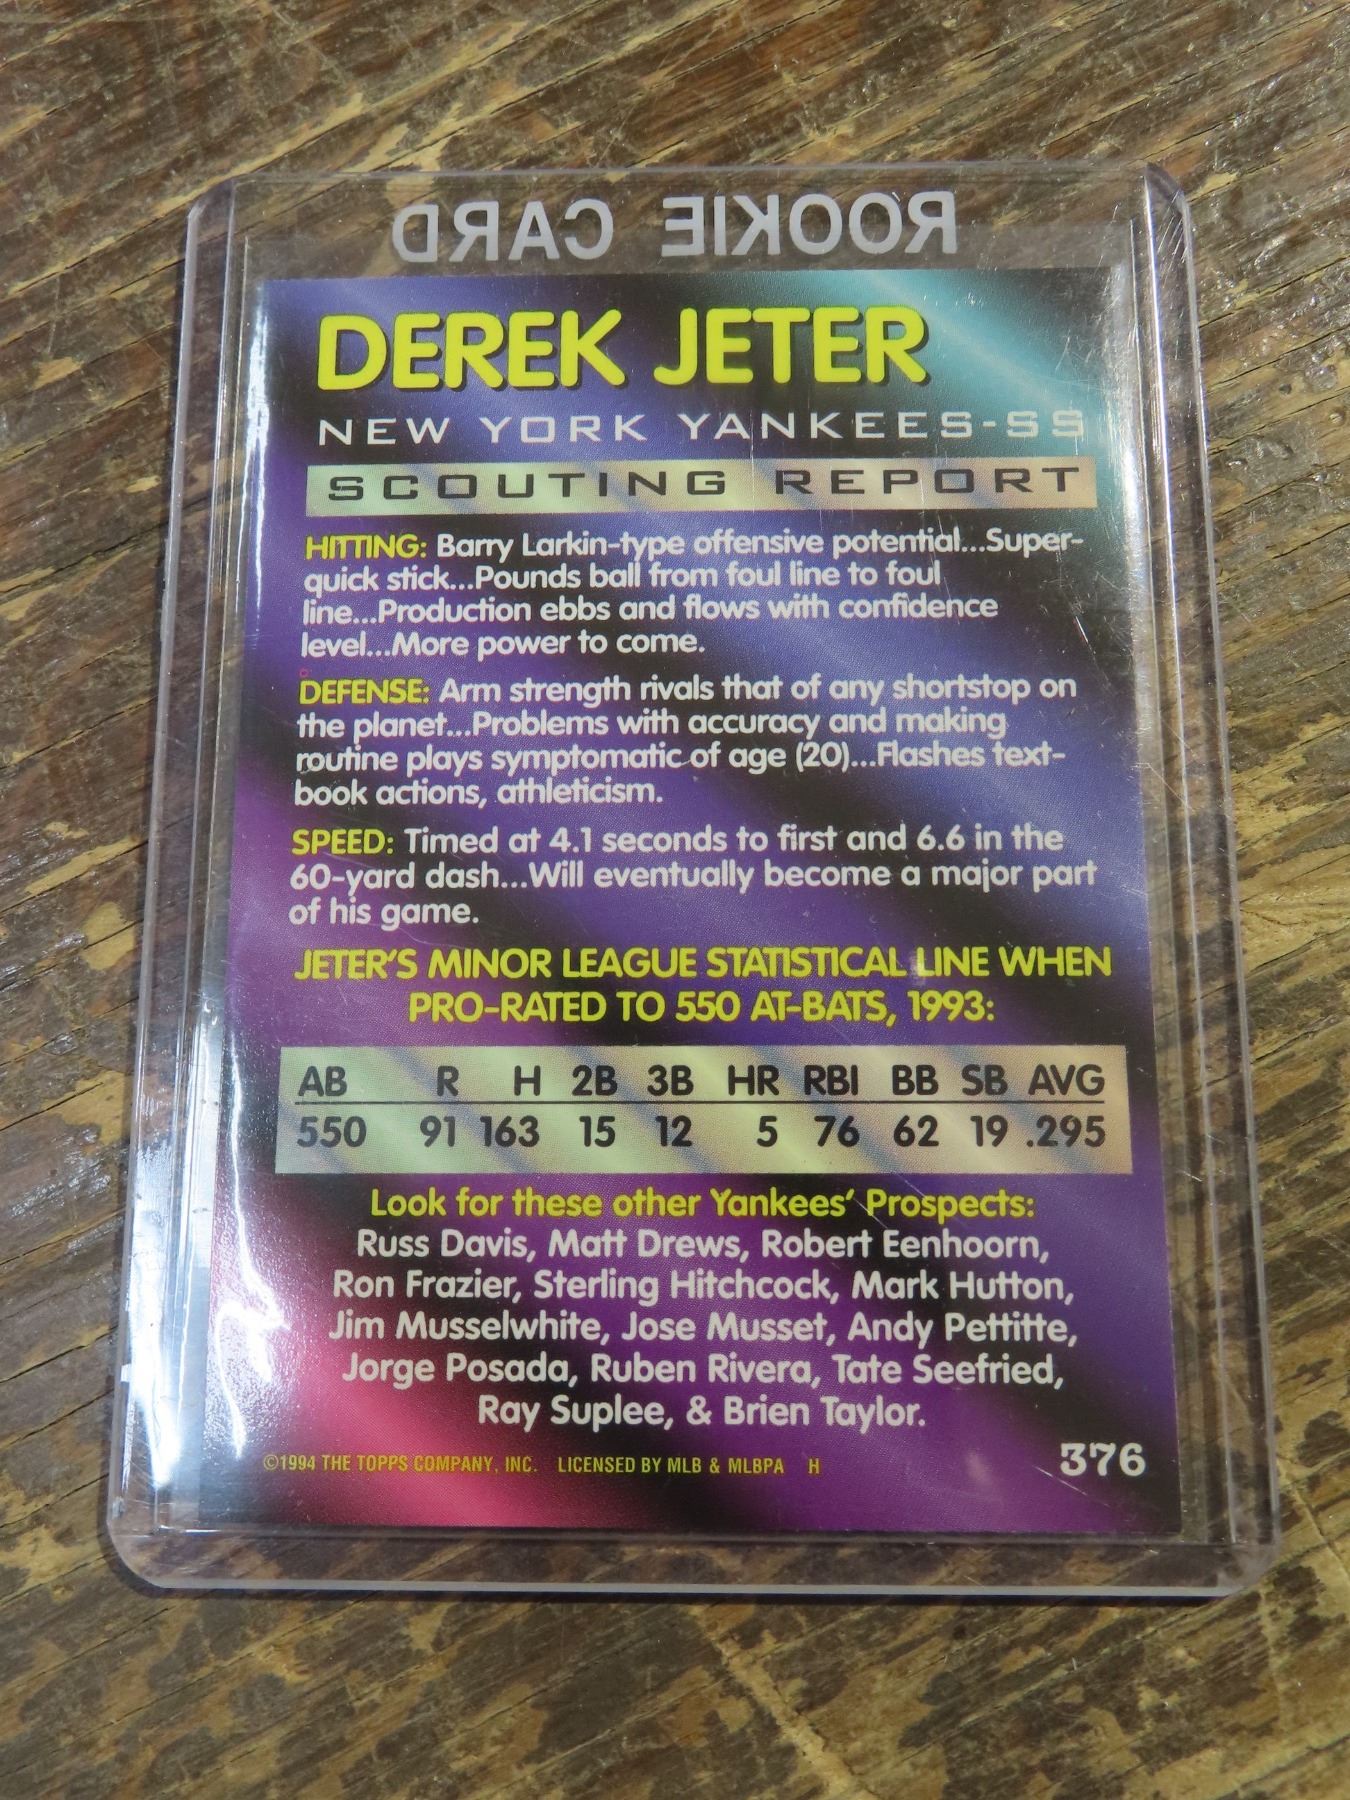 ROOKIE CARD
DEREK JETER
NEW YORK YANKEES-SS
SCOUTING REPORT
HITTING: Barry Larkin-type offensive potential...Super-
quick stick...Pounds ball from foul line to foul
line...Production ebbs and flows with confidence
level...More power to come.
DEFENSE: Arm strength rivals that of any shortstop on
the planet...Problems with accuracy and making
routine plays symptomatic of age (20)...Flashes text-
book actions, athleticism.
SPEED: Timed at 4.1 seconds to first and 6.6 in the
60-yard dash...Will eventually become a major part
of his game.
JETER'S MINOR LEAGUE STATISTICAL LINE WHEN
PRO-RATED TO 550 AT-BATS, 1993:
AB R H 2B 3B HR RBI BB SB AVG
550 91 163 15 12 5 76 62 19 .295
Look for these other Yankees' Prospects:
Russ Davis, Matt Drews, Robert Eenhoorn,
Ron Frazier, Sterling Hitchcock, Mark Hutton,
Jim Musselwhite, Jose Musset, Andy Pettitte,
Jorge Posada, Ruben Rivera, Tate Seefried,
Ray Suplee, & Brien Taylor.
©1994 THE TOPPS COMPANY, INC. LICENSED BY MLB & MLBPA H
376